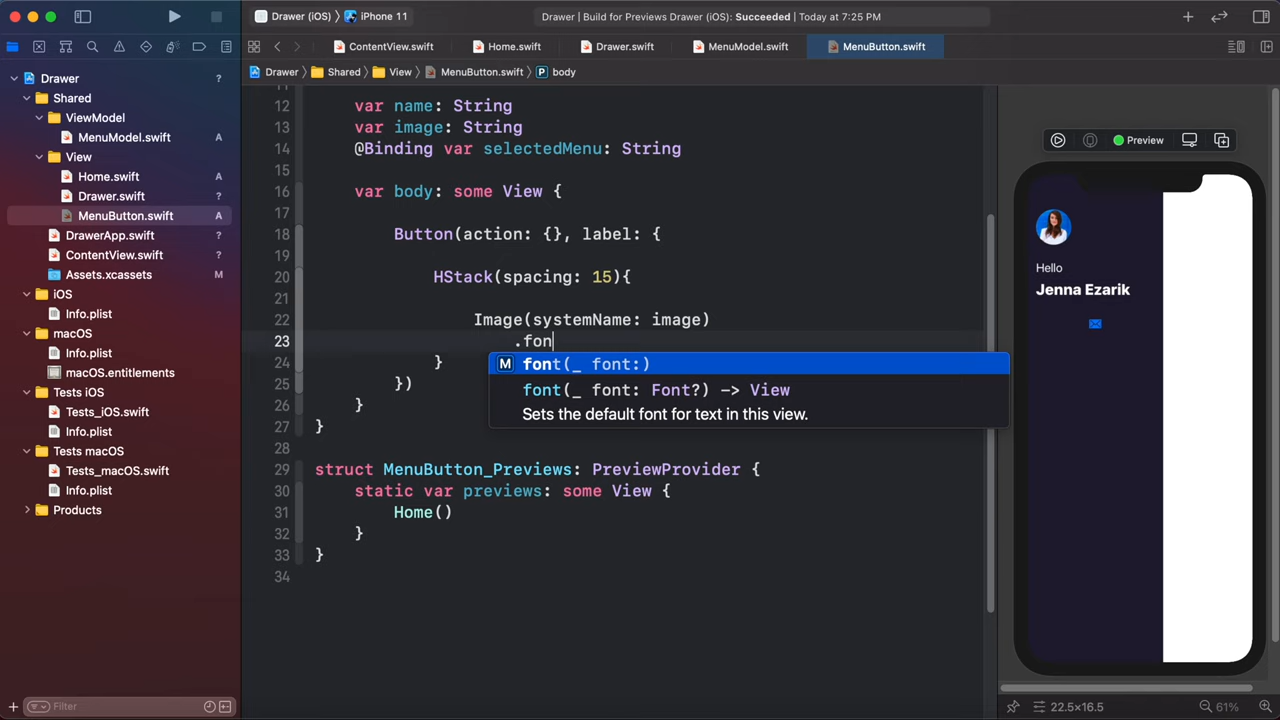 Drawer (iOS) 〉 iPhone 11
Drawer | Build for Previews Drawer (iOS): Succeeded | Today at 7:25 PM
ContentView.swift
Home.swift
Drawer.swift
MenuModel.swift
MenuButton.swift
Drawer 〉 Shared 〉 View 〉 MenuButton.swift 〉 P body
Drawer ?
Shared
ViewModel
MenuModel.swift A
View
Home.swift A
Drawer.swift ?
MenuButton.swift A
DrawerApp.swift ?
ContentView.swift ?
Assets.xcassets M
iOS
Info.plist
macOS
Info.plist
macOS.entitlements
Tests iOS
Tests_iOS.swift
Info.plist
Tests macOS
Tests_macOS.swift
Info.plist
Products
Filter
12 var name: String
13 var image: String
14 @Binding var selectedMenu: String
15
16 var body: some View {
17
18 Button(action: {}, label: {
19
20 HStack(spacing: 15){
21
22 Image(systemName: image)
23 .fon
24 }
25 })
26 }
27 }
28
29 struct MenuButton_Previews: PreviewProvider {
30 static var previews: some View {
31 Home()
32 }
33 }
34
M font(_ font:)
font(_ font: Font?) -> View
Sets the default font for text in this view.
Preview
Hello
Jenna Ezarik
22.5×16.5
61%